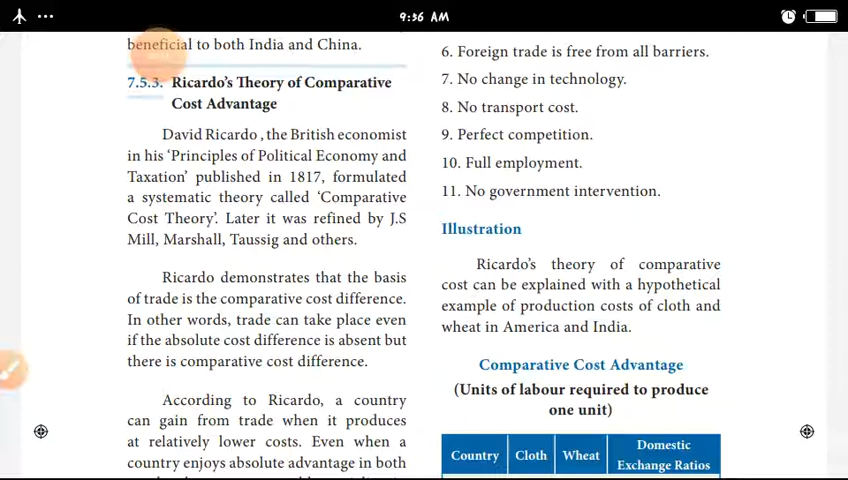 9:56 AM
beneficial to both India and China.
7.5.3. Ricardo's Theory of Comparative
Cost Advantage
David Ricardo , the British economist
in his 'Principles of Political Economy and
Taxation' published in 1817, formulated
a systematic theory called 'Comparative
Cost Theory'. Later it was refined by J.S
Mill, Marshall, Taussig and others.
Ricardo demonstrates that the basis
of trade is the comparative cost difference.
In other words, trade can take place even
if the absolute cost difference is absent but
there is comparative cost difference.
According to Ricardo, a country
can gain from trade when it produces
at relatively lower costs. Even when a
country enjoys absolute advantage in both
6. Foreign trade is free from all barriers.
7. No change in technology.
8. No transport cost.
9. Perfect competition.
10. Full employment.
11. No government intervention.
Illustration
Ricardo's theory of comparative
cost can be explained with a hypothetical
example of production costs of cloth and
wheat in America and India.
Comparative Cost Advantage
(Units of labour required to produce
one unit)
Country Cloth Wheat Domestic
Exchange Ratios